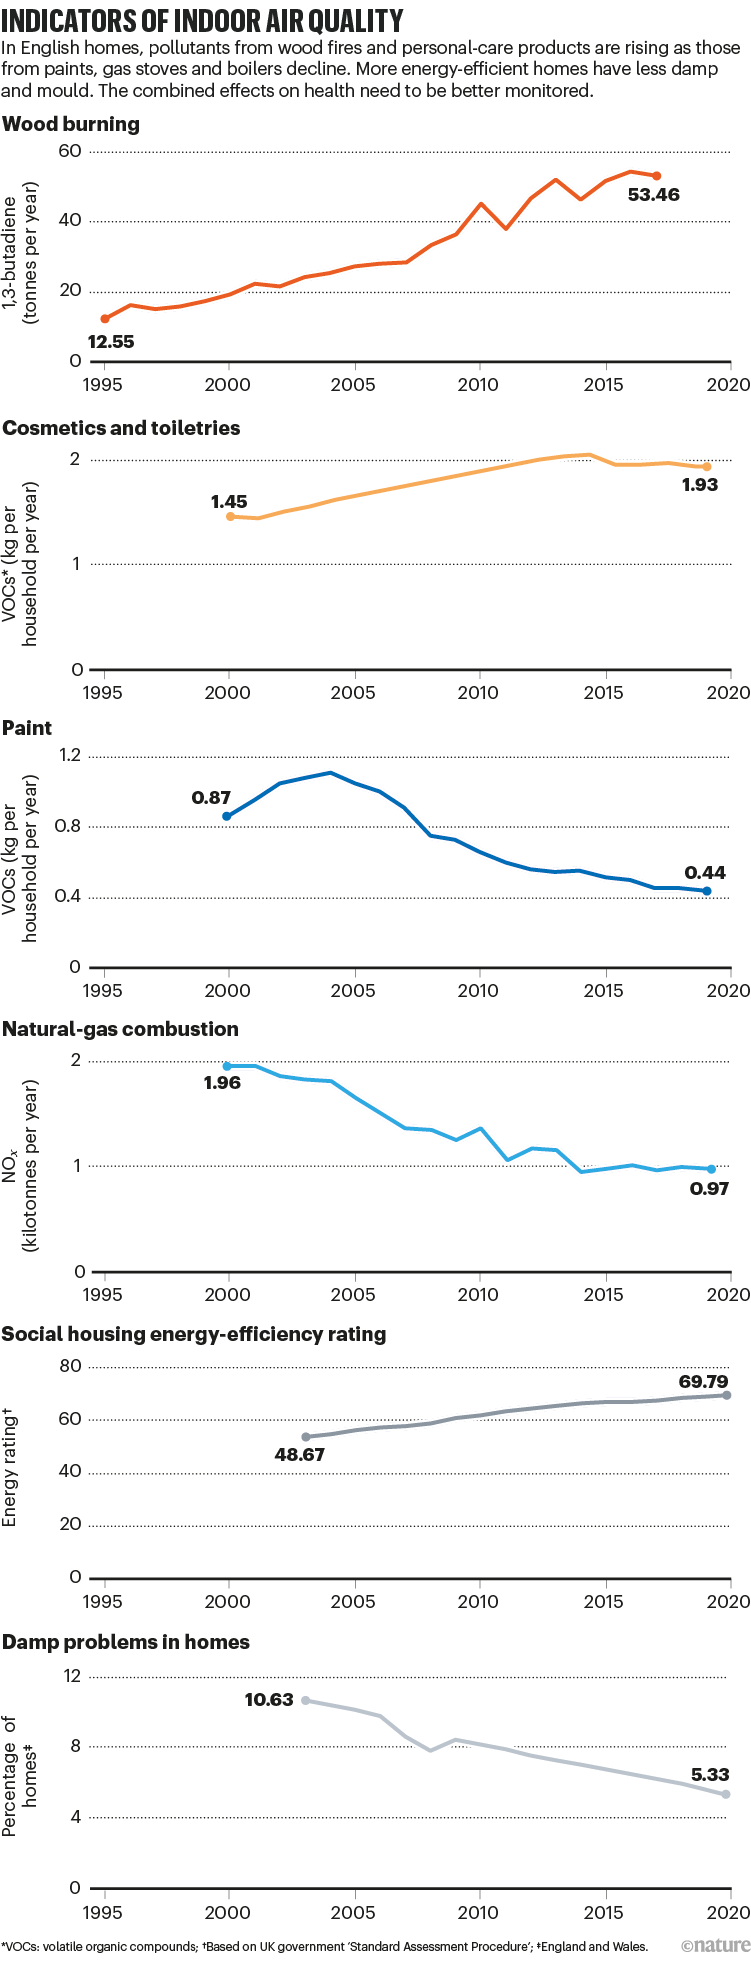 INDICATORS OF INDOOR AIR QUALITY
In English homes, pollutants from wood fires and personal-care products are rising as those
from paints, gas stoves and boilers decline. More energy-efficient homes have less damp
and mould. The combined effects on health need to be better monitored.
Wood burning
1,3-butadiene
(tonnes per year)
60
40
20
0
12.55
53.46
1995 2000 2005 2010 2015 2020
Cosmetics and toiletries
VOCs* (kg per
household per year)
2
1
0
1.45
1.93
1995 2000 2005 2010 2015 2020
Paint
VOCs (kg per
household per year)
1.2
0.8
0.4
0
0.87
0.44
1995 2000 2005 2010 2015 2020
Natural-gas combustion
NOx
(kilotonnes per year)
2
1
0
1.96
0.97
1995 2000 2005 2010 2015 2020
Social housing energy-efficiency rating
Energy rating†
80
60
40
20
0
48.67
69.79
1995 2000 2005 2010 2015 2020
Damp problems in homes
Percentage of
homes‡
12
8
4
0
10.63
5.33
1995 2000 2005 2010 2015 2020
*VOCs: volatile organic compounds; †Based on UK government ‘Standard Assessment Procedure’; ‡England and Wales.
©nature